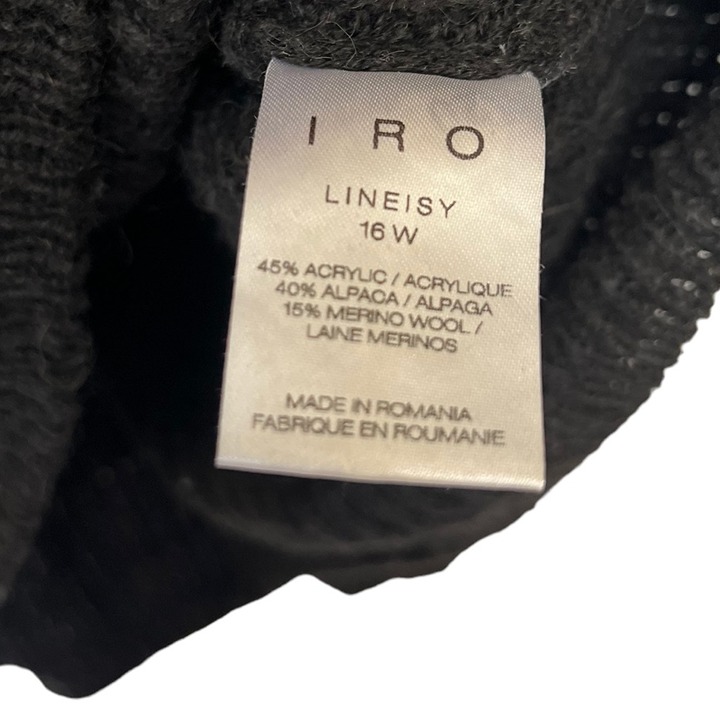 I R O
LINEISY
16 W
45% ACRYLIC / ACRYLIQUE
40% ALPACA / ALPAGA
15% MERINO WOOL /
LAINE MERINOS
MADE IN ROMANIA
FABRIQUE EN ROUMANIE